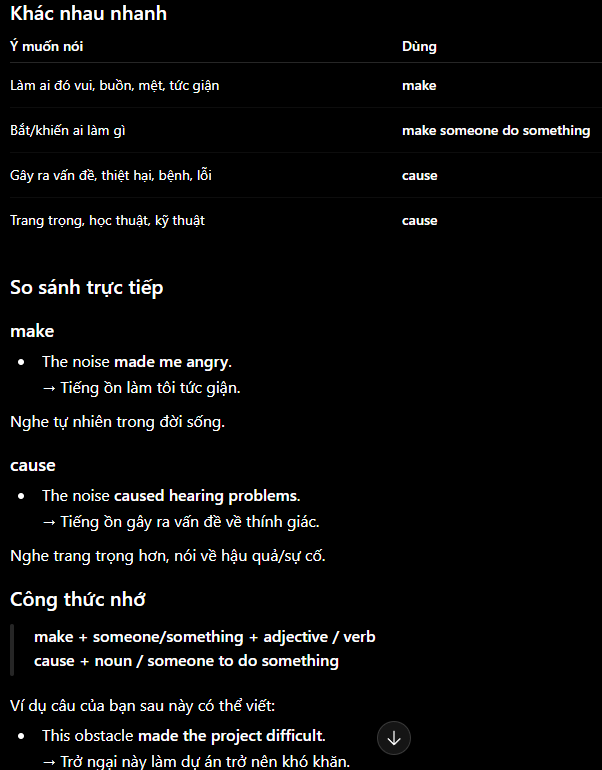 Khác nhau nhanh
Ý muốn nói Dùng
Làm ai đó vui, buồn, mệt, tức giận make
Bắt/khiến ai làm gì make someone do something
Gây ra vấn đề, thiệt hại, bệnh, lỗi cause
Trang trọng, học thuật, kỹ thuật cause
So sánh trực tiếp
make
• The noise made me angry.
→ Tiếng ồn làm tôi tức giận.
Nghe tự nhiên trong đời sống.
cause
• The noise caused hearing problems.
→ Tiếng ồn gây ra vấn đề về thính giác.
Nghe trang trọng hơn, nói về hậu quả/sự cố.
Công thức nhớ
make + someone/something + adjective / verb
cause + noun / someone to do something
Ví dụ câu của bạn sau này có thể viết:
• This obstacle made the project difficult.
→ Trở ngại này làm dự án trở nên khó khăn.